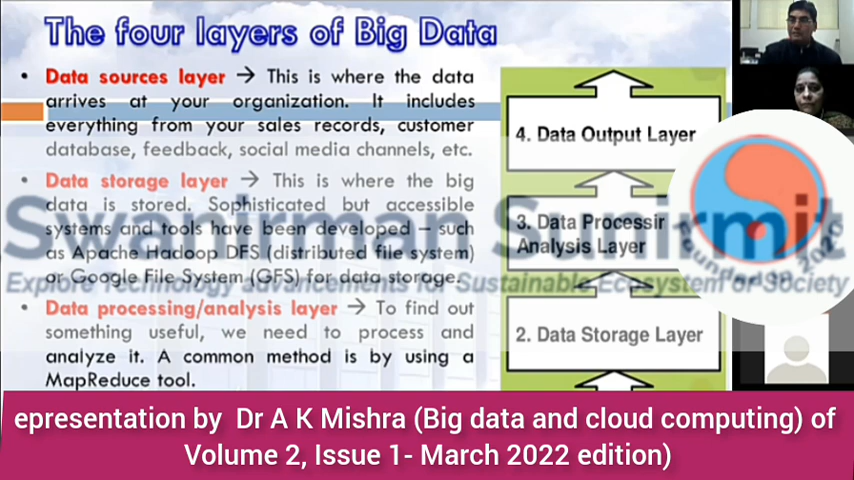 The four layers of Big Data
• Data sources layer → This is where the data
arrives at your organization. It includes
everything from your sales records, customer
database, feedback, social media channels, etc.
• Data storage layer → This is where the big
data is stored. Sophisticated but accessible
systems and tools have been developed – such
as Apache Hadoop DFS (distributed file system)
or Google File System (GFS) for data storage.
• Data processing/analysis layer → To find out
something useful, we need to process and
analyze it. A common method is by using a
MapReduce tool.
4. Data Output Layer
3. Data Processin
Analysis Layer
2. Data Storage Layer
Swanirman Sunirmit
Explore Technology advancements for Sustainable Ecosystem of Society
Founded in 2020
epresentation by Dr A K Mishra (Big data and cloud computing) of
Volume 2, Issue 1- March 2022 edition)